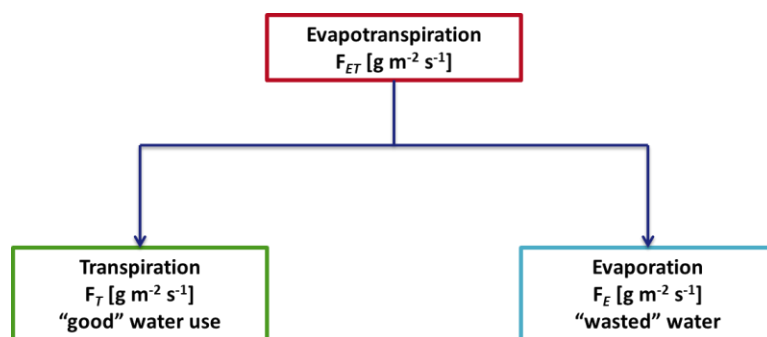 Evapotranspiration
F_ET [g m⁻² s⁻¹]
Transpiration
F_T [g m⁻² s⁻¹]
“good” water use
Evaporation
F_E [g m⁻² s⁻¹]
“wasted” water